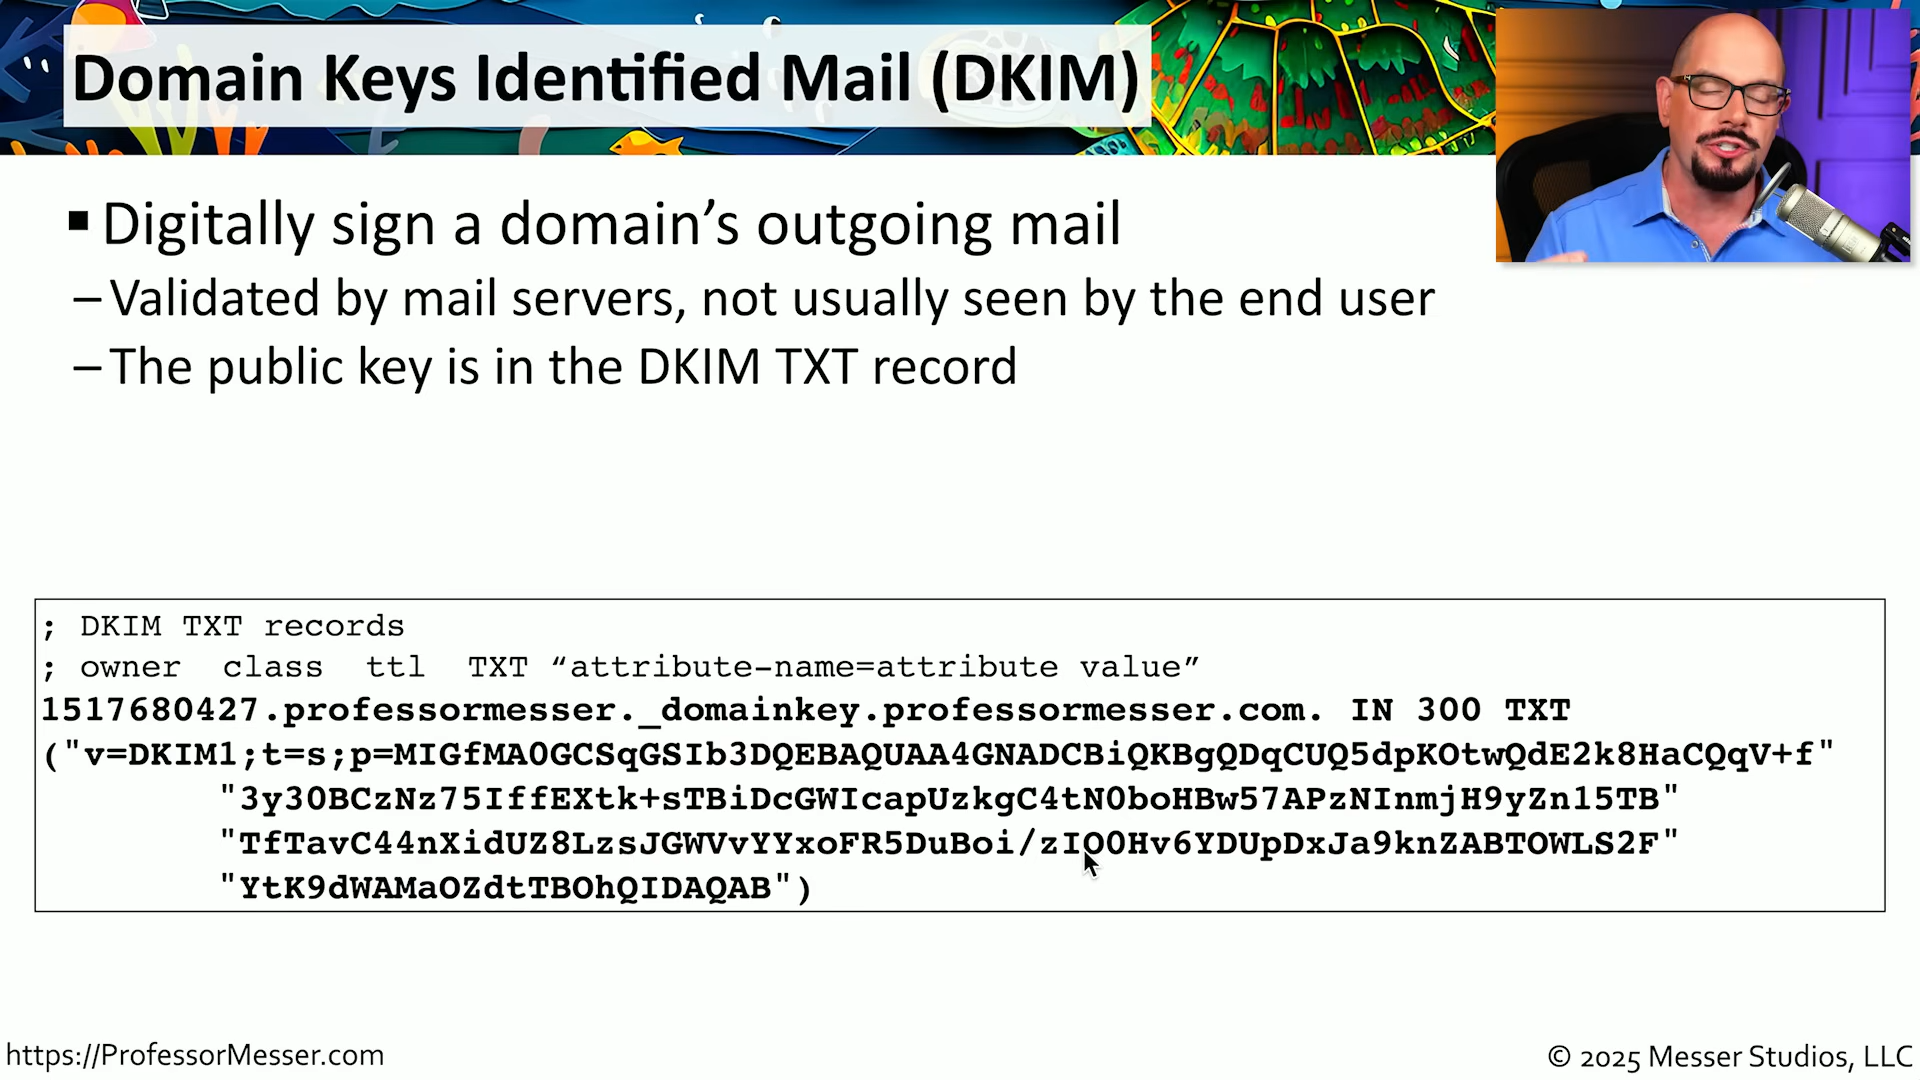 Domain Keys Identified Mail (DKIM)
▪ Digitally sign a domain’s outgoing mail
– Validated by mail servers, not usually seen by the end user
– The public key is in the DKIM TXT record
; DKIM TXT records
; owner class ttl TXT “attribute-name=attribute value”
1517680427.professormesser._domainkey.professormesser.com. IN 300 TXT
("v=DKIM1;t=s;p=MIGfMA0GCSqGSIb3DQEBAQUAA4GNADCBiQKBgQDqCUQ5dpKOtwQdE2k8HaCQqV+f"
"3y30BCzNz75IffEXtk+sTBiDcGWIcapUzkgC4tN0boHBw57APzNInmjH9yZn15TB"
"TfTavC44nXidUZ8LzsJGWVvYYxoFR5DuBoi/zIO0Hv6YDUpDxJa9knZABTOWLS2F"
"YtK9dWAMaOZdtTBOhQIDAQAB")
https://ProfessorMesser.com
© 2025 Messer Studios, LLC